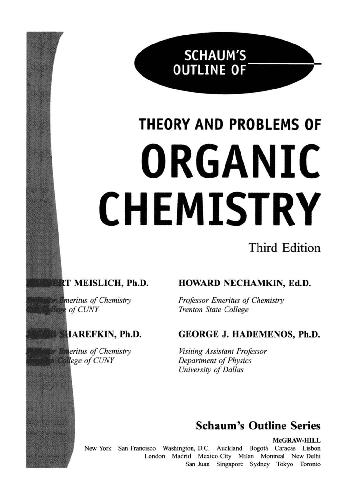 SCHAUM'S
OUTLINE OF
THEORY AND PROBLEMS OF
ORGANIC
CHEMISTRY
Third Edition
MEISLICH, Ph.D.
Emeritus of Chemistry
of CUNY
HOWARD NECHAMKIN, Ed.D.
Professor Emeritus of Chemistry
Trenton State College
SHAREFKIN, Ph.D.
Emeritus of Chemistry
College of CUNY
GEORGE J. HADEMENOS, Ph.D.
Visiting Assistant Professor
Department of Physics
University of Dallas
Schaum's Outline Series
McGRAW-HILL
New York San Francisco Washington, D.C. Auckland Bogotá Caracas Lisbon
London Madrid Mexico City Milan Montreal New Delhi
San Juan Singapore Sydney Tokyo Toronto